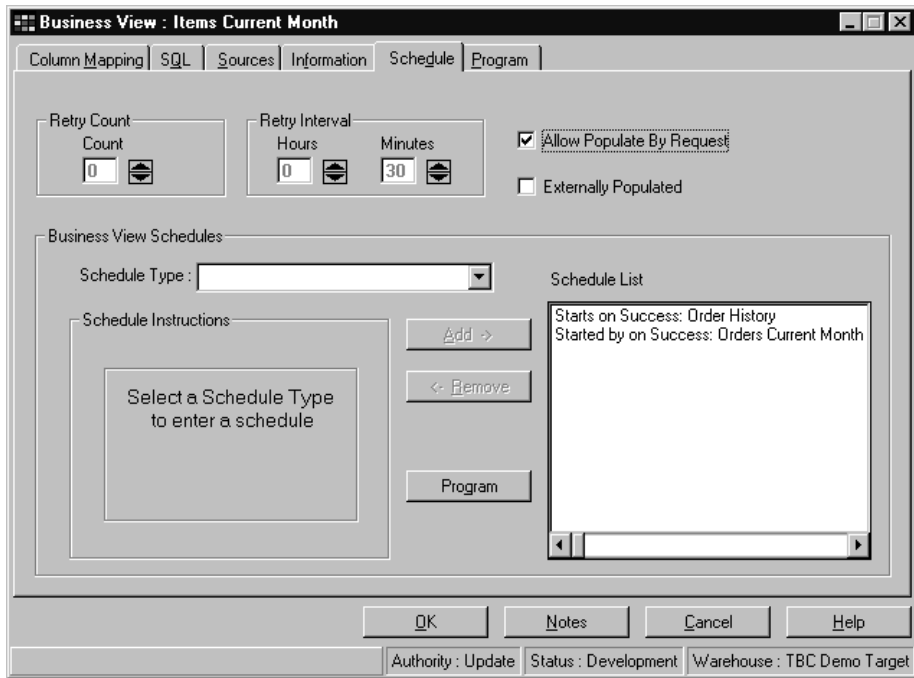 Business View : Items Current Month
Column Mapping SQL Sources Information Schedule Program
Retry Count
Count
0
Retry Interval
Hours Minutes
0 30
Allow Populate By Request
Externally Populated
Business View Schedules
Schedule Type :
Schedule Instructions
Select a Schedule Type
to enter a schedule
Add ->
<- Remove
Program
Schedule List
Starts on Success: Order History
Started by on Success: Orders Current Month
OK Notes Cancel Help
Authority : Update Status : Development Warehouse : TBC Demo Target